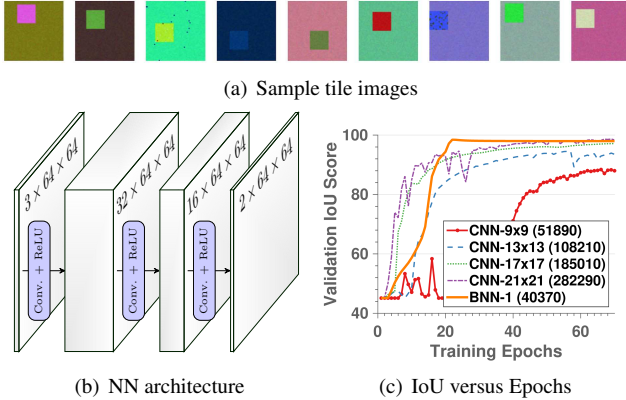 (a) Sample tile images
3 × 64 × 64
32 × 64 × 64
16 × 64 × 64
2 × 64 × 64
Conv. + ReLU
Conv. + ReLU
Conv. + ReLU
(b) NN architecture
Validation IoU Score
100
80
60
40
CNN-9x9 (51890)
CNN-13x13 (108210)
CNN-17x17 (185010)
CNN-21x21 (282290)
BNN-1 (40370)
0 20 40 60
Training Epochs
(c) IoU versus Epochs